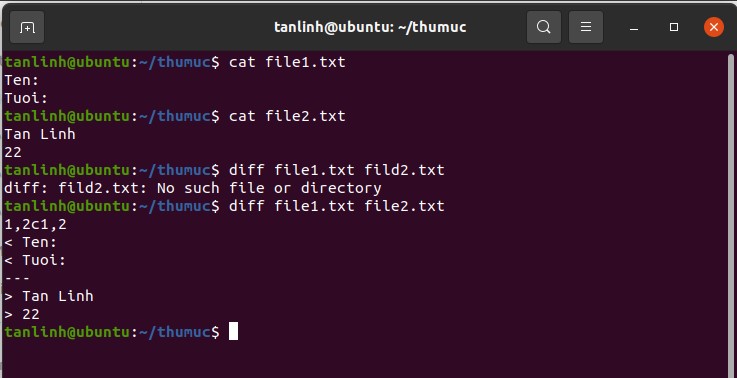 tanlinh@ubuntu: ~/thumuc
tanlinh@ubuntu:~/thumuc$ cat file1.txt
Ten:
Tuoi:
tanlinh@ubuntu:~/thumuc$ cat file2.txt
Tan Linh
22
tanlinh@ubuntu:~/thumuc$ diff file1.txt fild2.txt
diff: fild2.txt: No such file or directory
tanlinh@ubuntu:~/thumuc$ diff file1.txt file2.txt
1,2c1,2
< Ten:
< Tuoi:
---
> Tan Linh
> 22
tanlinh@ubuntu:~/thumuc$